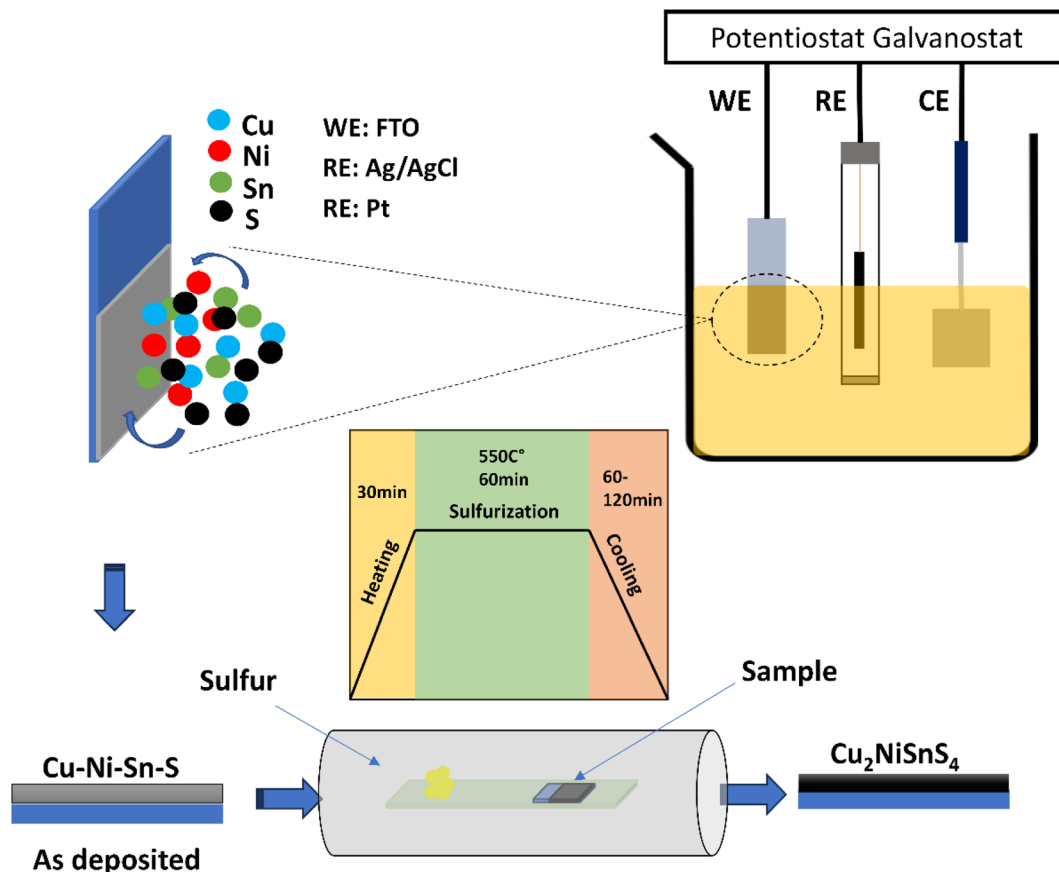 Potentiostat Galvanostat
WE RE CE
Cu
Ni
Sn
S
WE: FTO
RE: Ag/AgCl
RE: Pt
30min
550C°
60min
Sulfurization
60-
120min
Heating
Cooling
Sulfur
Sample
Cu-Ni-Sn-S
As deposited
Cu₂NiSnS₄